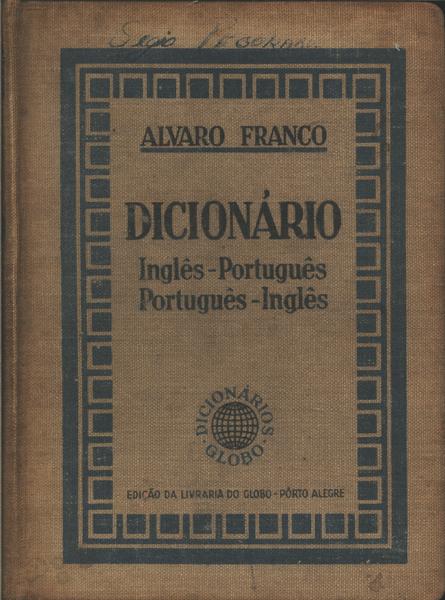 ALVARO FRANCO
DICIONÁRIO
Inglês-Português
Português-Inglês
DICIONÁRIOS
GLOBO
EDIÇÃO DA LIVRARIA DO GLOBO - PÔRTO ALEGRE